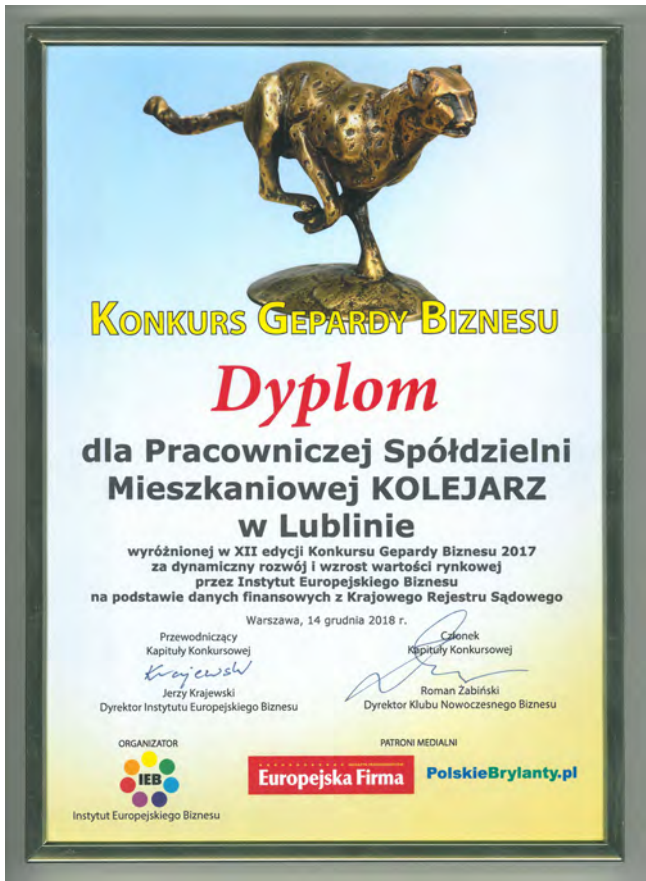 KONKURS GEPARDY BIZNESU
Dyplom
dla Pracowniczej Spółdzielni
Mieszkaniowej KOLEJARZ
w Lublinie
wyróżnionej w XII edycji Konkursu Gepardy Biznesu 2017
za dynamiczny rozwój i wzrost wartości rynkowej
przez Instytut Europejskiego Biznesu
na podstawie danych finansowych z Krajowego Rejestru Sądowego
Warszawa, 14 grudnia 2018 r.
Przewodniczący
Kapituły Konkursowej
Krajewski
Jerzy Krajewski
Dyrektor Instytutu Europejskiego Biznesu
Członek
Kapituły Konkursowej
Roman Żabiński
Dyrektor Klubu Nowoczesnego Biznesu
ORGANIZATOR
IEB
Instytut Europejskiego Biznesu
PATRONI MEDIALNI
Europejska Firma
PolskieBrylanty.pl